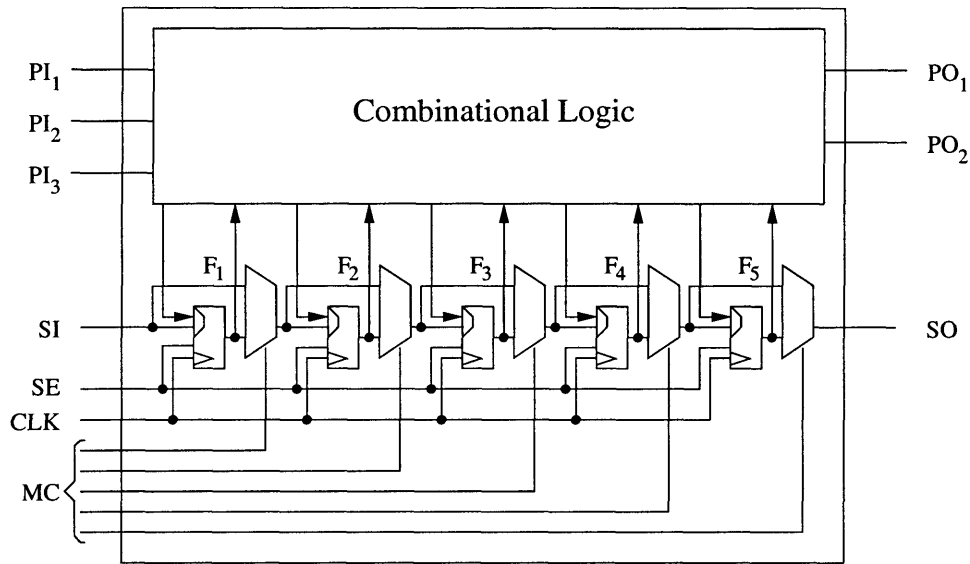 PI1 PO1
Combinational Logic
PI2
PO2
PI3
F1 F2 F3 F4 F5
SI SO
SE
CLK
MC